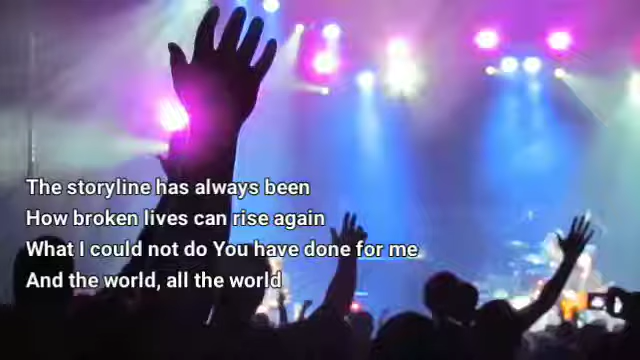 The storyline has always been
How broken lives can rise again
What I could not do You have done for me
And the world, all the world